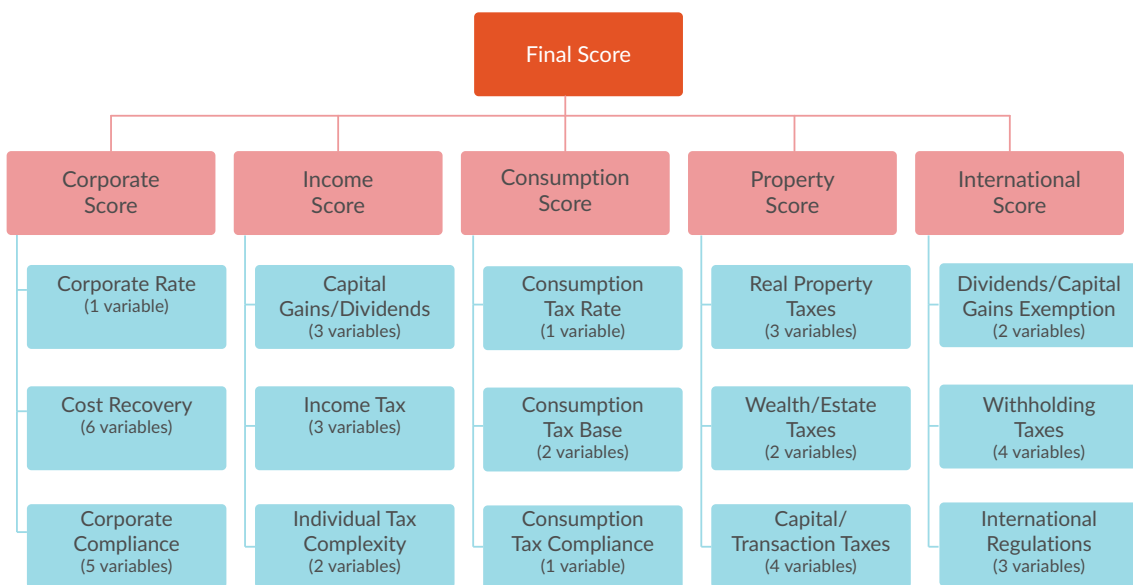 Final Score
Corporate
Score
Income
Score
Consumption
Score
Property
Score
International
Score
Corporate Rate
(1 variable)
Capital
Gains/Dividends
(3 variables)
Consumption
Tax Rate
(1 variable)
Real Property
Taxes
(3 variables)
Dividends/Capital
Gains Exemption
(2 variables)
Cost Recovery
(6 variables)
Income Tax
(3 variables)
Consumption
Tax Base
(2 variables)
Wealth/Estate
Taxes
(2 variables)
Withholding
Taxes
(4 variables)
Corporate
Compliance
(5 variables)
Individual Tax
Complexity
(2 variables)
Consumption
Tax Compliance
(1 variable)
Capital/
Transaction Taxes
(4 variables)
International
Regulations
(3 variables)